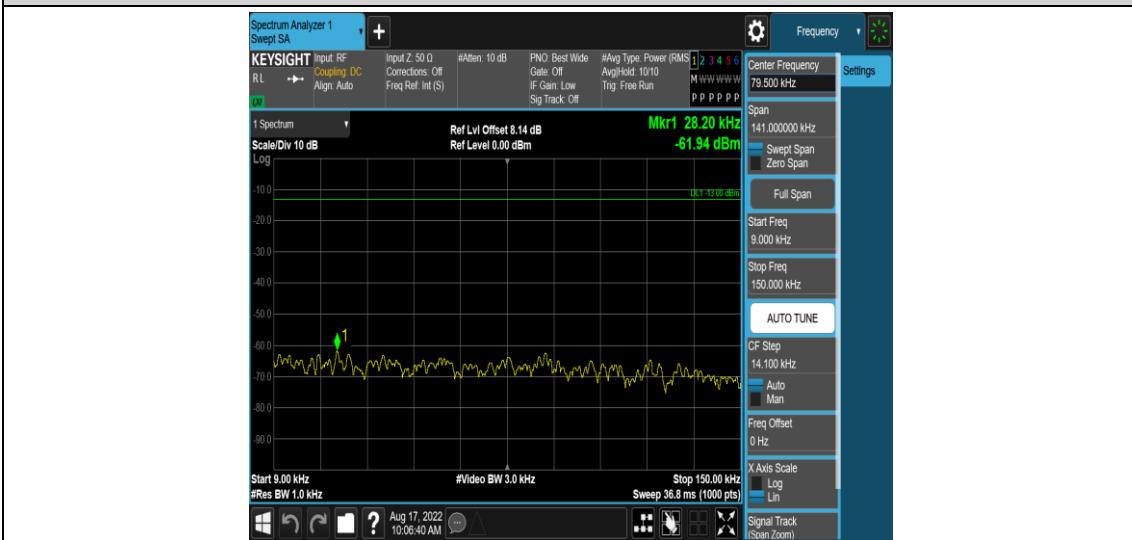 Spectrum Analyzer 1
Swept SA
Frequency
KEYSIGHT
RL
LXI
Input: RF
Coupling: DC
Align: Auto
Input Z: 50 Ω
Corrections: Off
Freq Ref: Int (S)
#Atten: 10 dB
PNO: Best Wide
Gate: Off
IF Gain: Low
Sig Track: Off
#Avg Type: Power (RMS
Avg|Hold: 10/10
Trig: Free Run
1 2 3 4 5 6
M W W W W W
P P P P P P
Center Frequency
79.500 kHz
Settings
1 Spectrum
Scale/Div 10 dB
Ref Lvl Offset 8.14 dB
Ref Level 0.00 dBm
Mkr1 28.20 kHz
-61.94 dBm
Log
DL1 -13.00 dBm
-10.0
-20.0
-30.0
-40.0
-50.0
-60.0
-70.0
-80.0
-90.0
1
Start 9.00 kHz
#Res BW 1.0 kHz
#Video BW 3.0 kHz
Stop 150.00 kHz
Sweep 36.8 ms (1000 pts)
Span
141.000000 kHz
Swept Span
Zero Span
Full Span
Start Freq
9.000 kHz
Stop Freq
150.000 kHz
AUTO TUNE
CF Step
14.100 kHz
Auto
Man
Freq Offset
0 Hz
X Axis Scale
Log
Lin
Signal Track
(Span Zoom)
?
Aug 17, 2022
10:06:40 AM